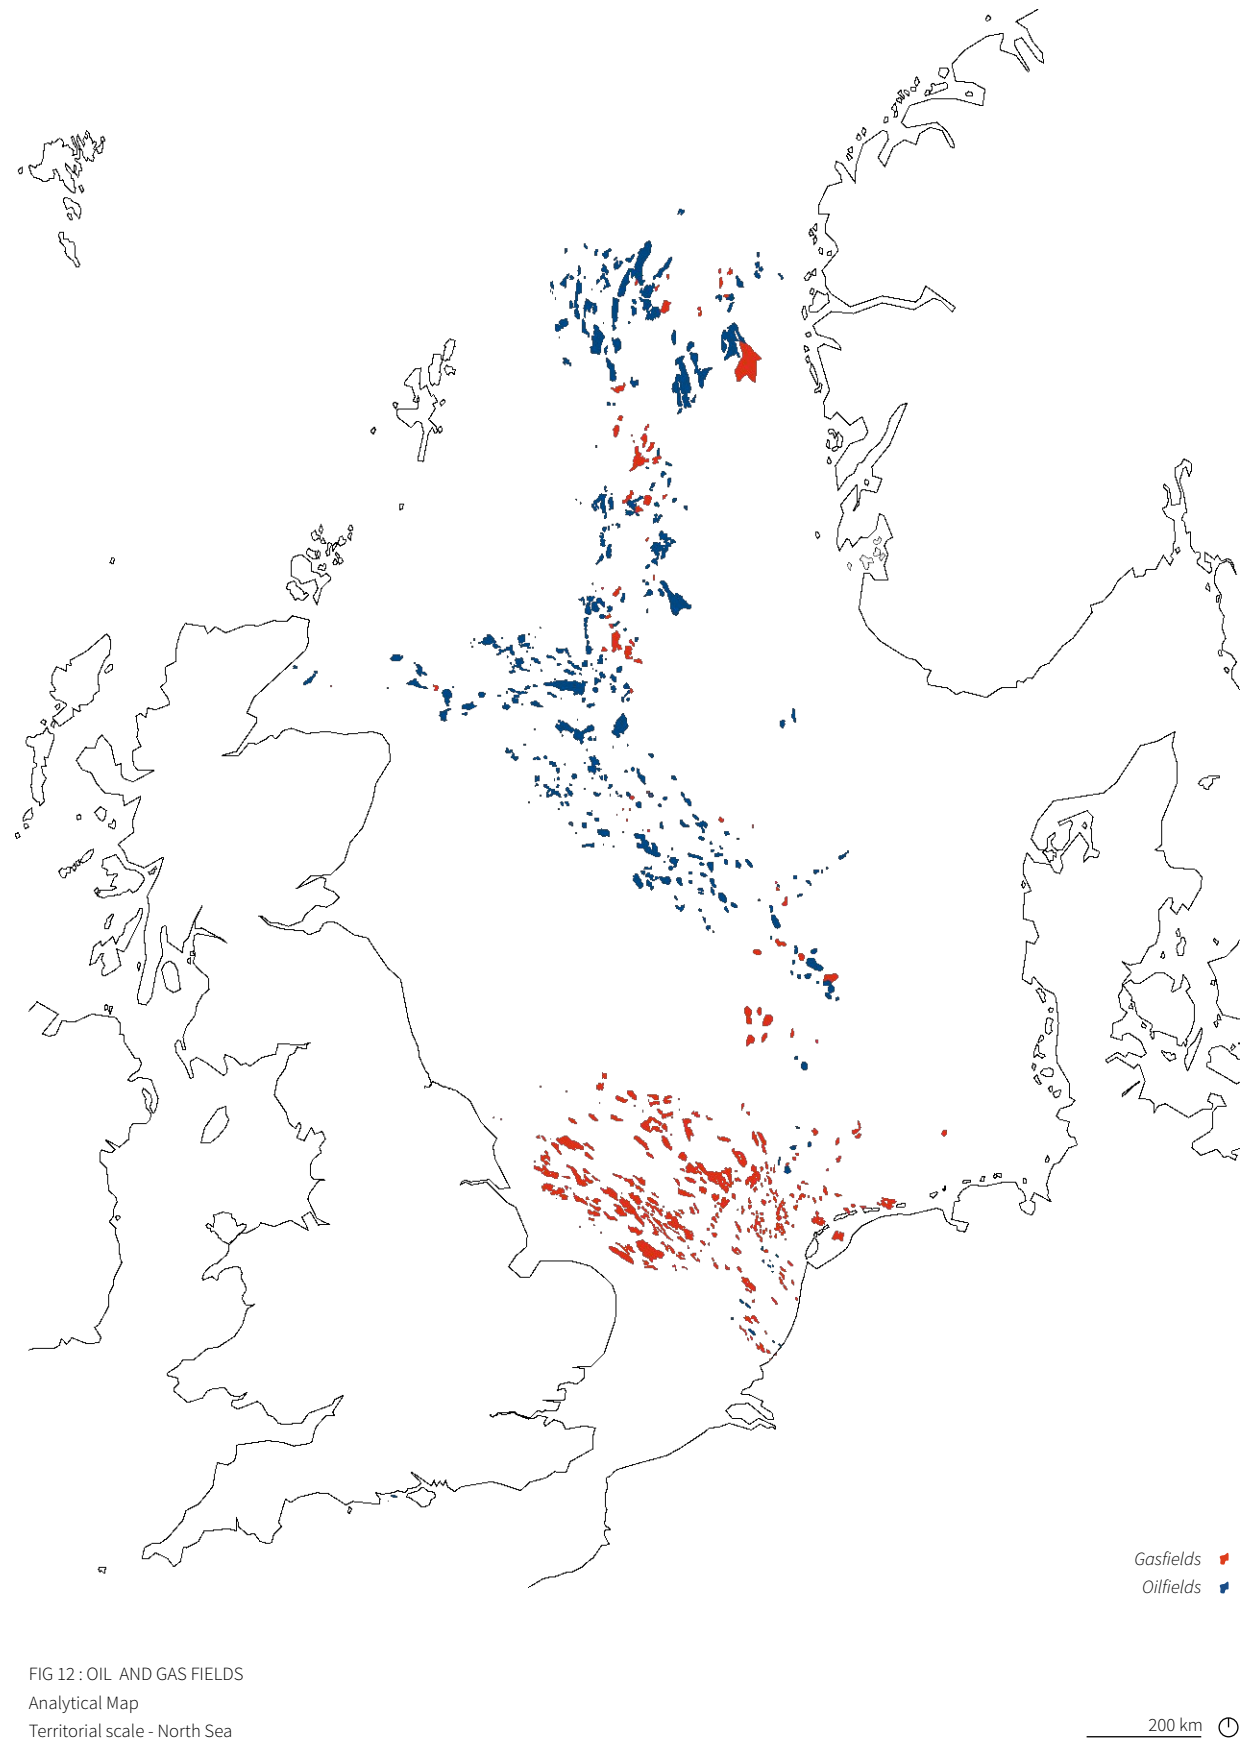 Gasfields
Oilfields
FIG 12 : OIL AND GAS FIELDS
Analytical Map
Territorial scale - North Sea
200 km